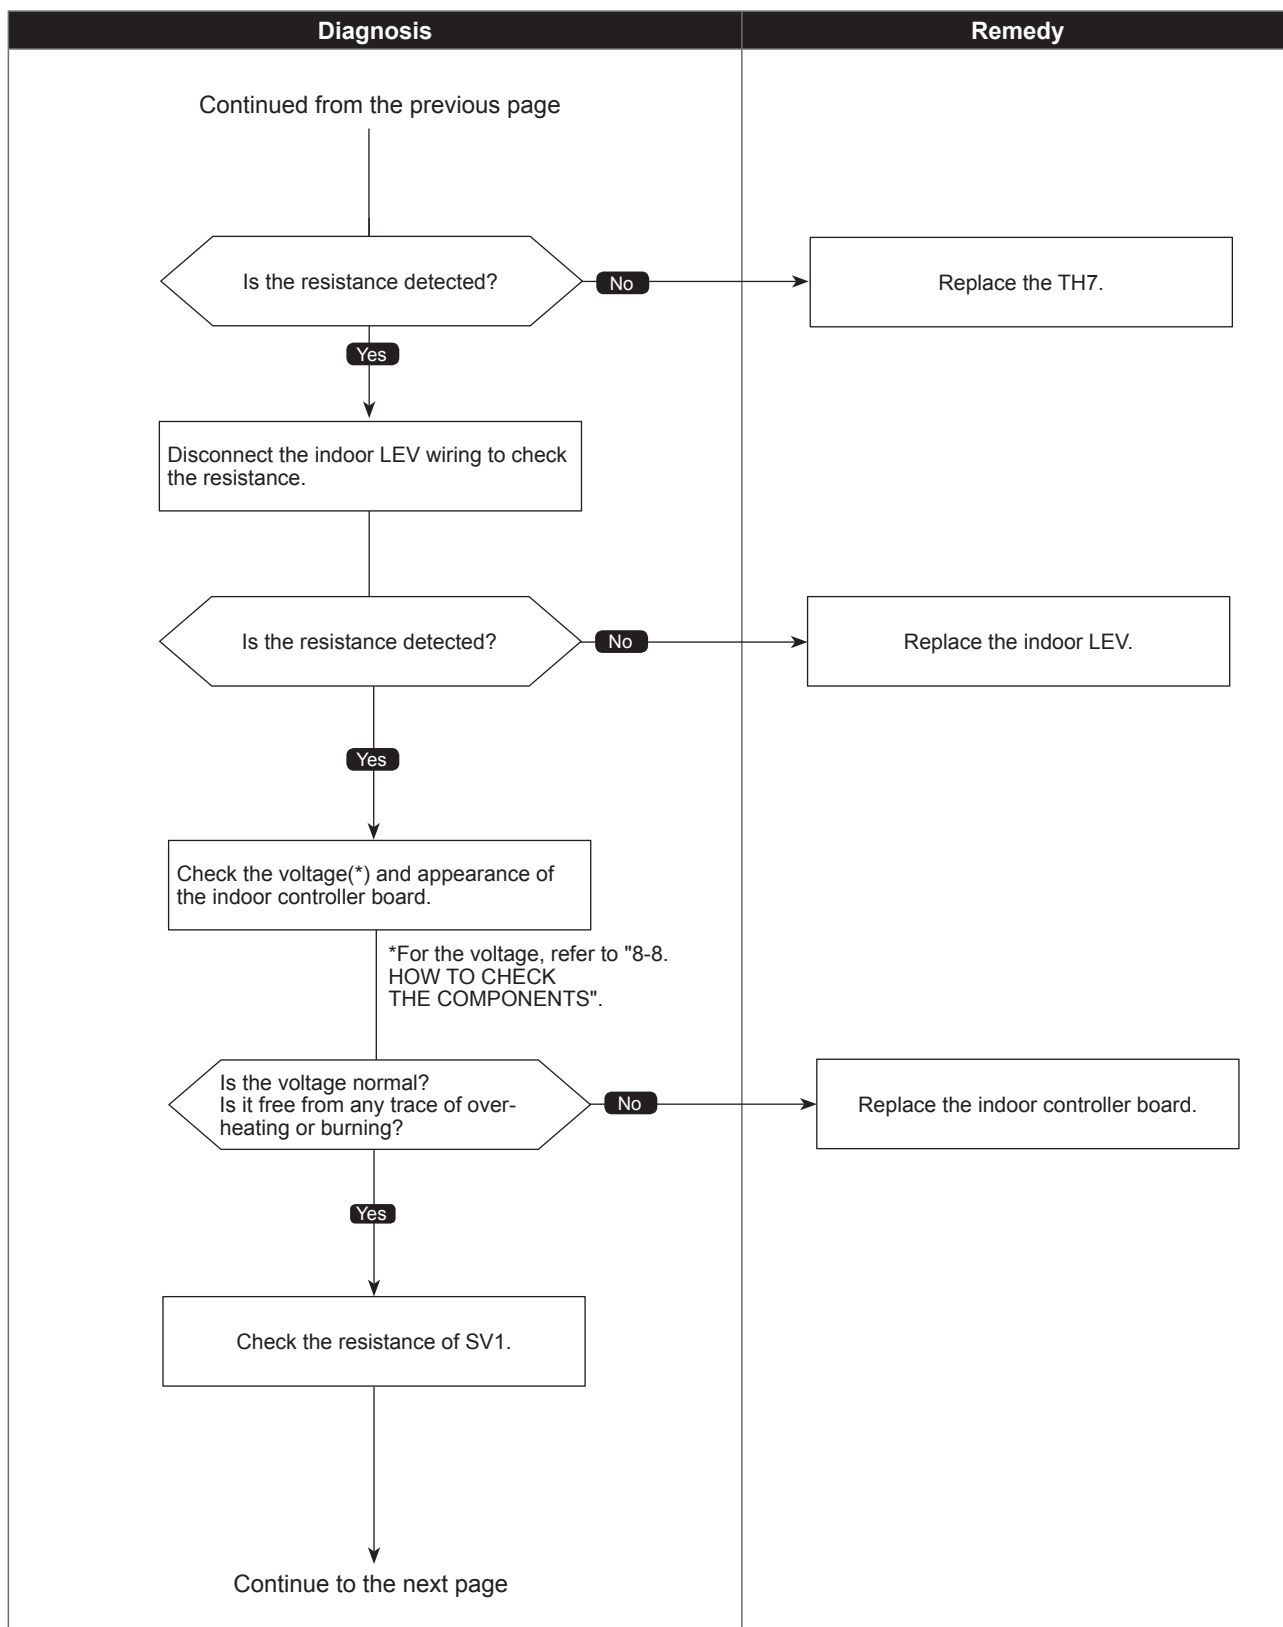 Diagnosis
Remedy
Continued from the previous page
Is the resistance detected?
No
Replace the TH7.
Yes
Disconnect the indoor LEV wiring to check
the resistance.
Is the resistance detected?
No
Replace the indoor LEV.
Yes
Check the voltage(*) and appearance of
the indoor controller board.
*For the voltage, refer to "8-8.
HOW TO CHECK
THE COMPONENTS".
Is the voltage normal?
Is it free from any trace of over-
heating or burning?
No
Replace the indoor controller board.
Yes
Check the resistance of SV1.
Continue to the next page